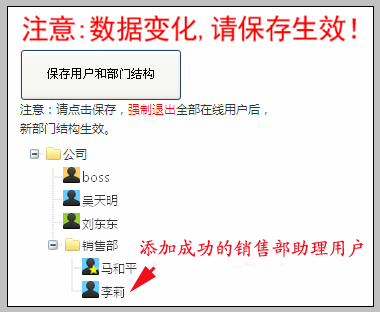 注意:数据变化,请保存生效!
保存用户和部门结构
注意：请点击保存，强制退出全部在线用户后，
新部门结构生效。
公司
boss
吴天明
刘东东
销售部
添加成功的销售部助理用户
马和平
李莉